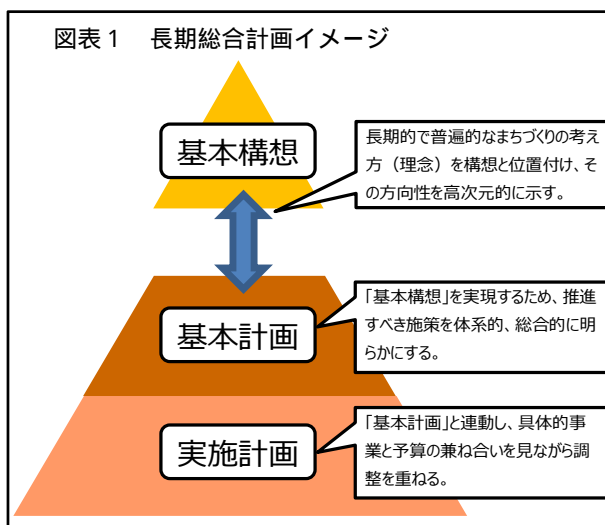 図表１　長期総合計画イメージ
基本構想
長期的で普遍的なまちづくりの考え
方（理念）を構想と位置付け、そ
の方向性を高次元的に示す。
基本計画
「基本構想」を実現するため、推進
すべき施策を体系的、総合的に明
らかにする。
実施計画
「基本計画」と連動し、具体的事
業と予算の兼ね合いを見ながら調
整を重ねる。